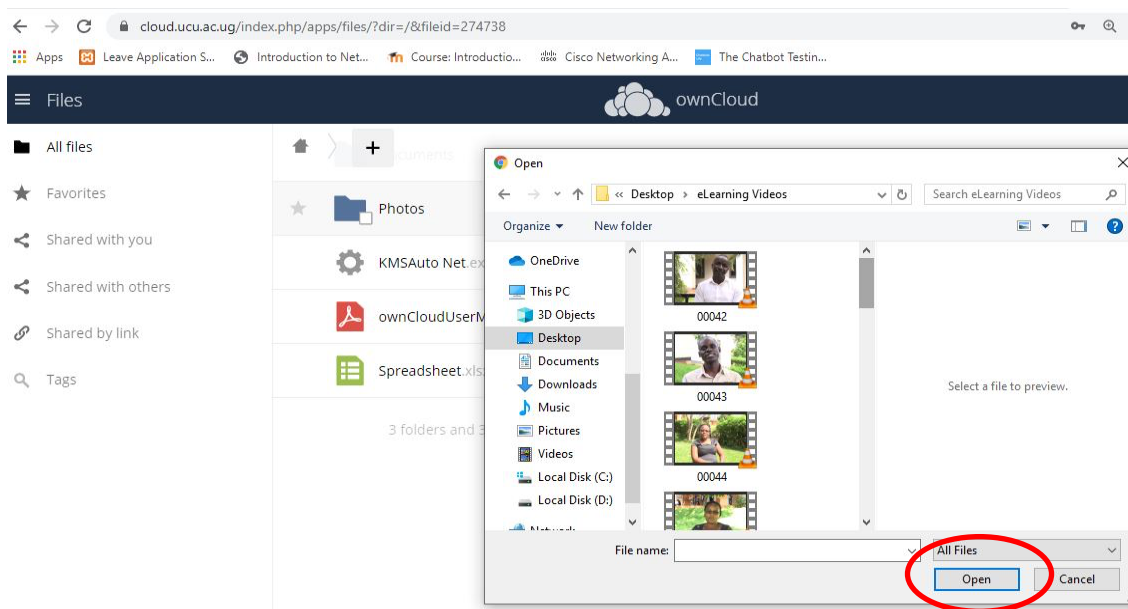 cloud.ucu.ac.ug/index.php/apps/files/?dir=/&fileid=274738
Apps Leave Application S... Introduction to Net... Course: Introductio... Cisco Networking A... The Chatbot Testin...
Files ownCloud
All files
Favorites
Shared with you
Shared with others
Shared by link
Tags
Documents
Photos
KMSAuto Net.ex
ownCloudUserM
Spreadsheet.xls
3 folders and 3
Open
« Desktop > eLearning Videos Search eLearning Videos
Organize New folder
OneDrive
This PC
3D Objects
Desktop
Documents
Downloads
Music
Pictures
Videos
Local Disk (C:)
Local Disk (D:)
Network
00042
00043
00044
Select a file to preview.
File name: All Files
Open Cancel